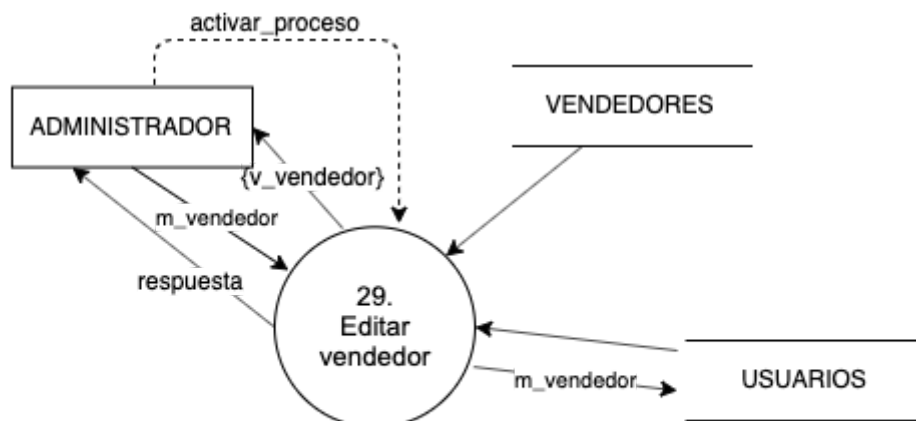 activar_proceso
ADMINISTRADOR
VENDEDORES
{v_vendedor}
m_vendedor
respuesta
29.
Editar
vendedor
m_vendedor
USUARIOS